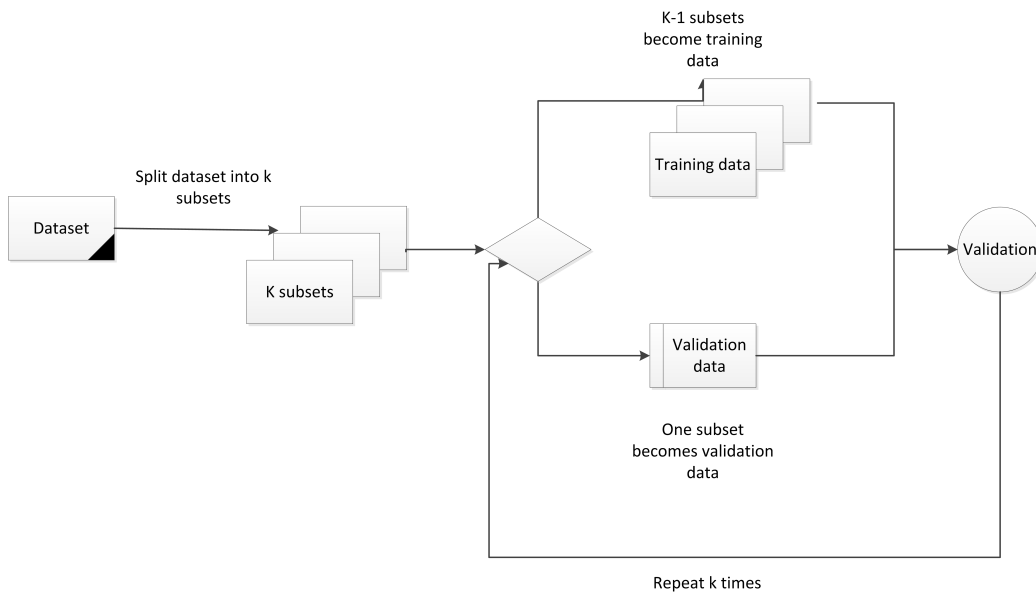 K-1 subsets
become training
data
Training data
Split dataset into k
subsets
Dataset
K subsets
Validation
Validation
data
One subset
becomes validation
data
Repeat k times